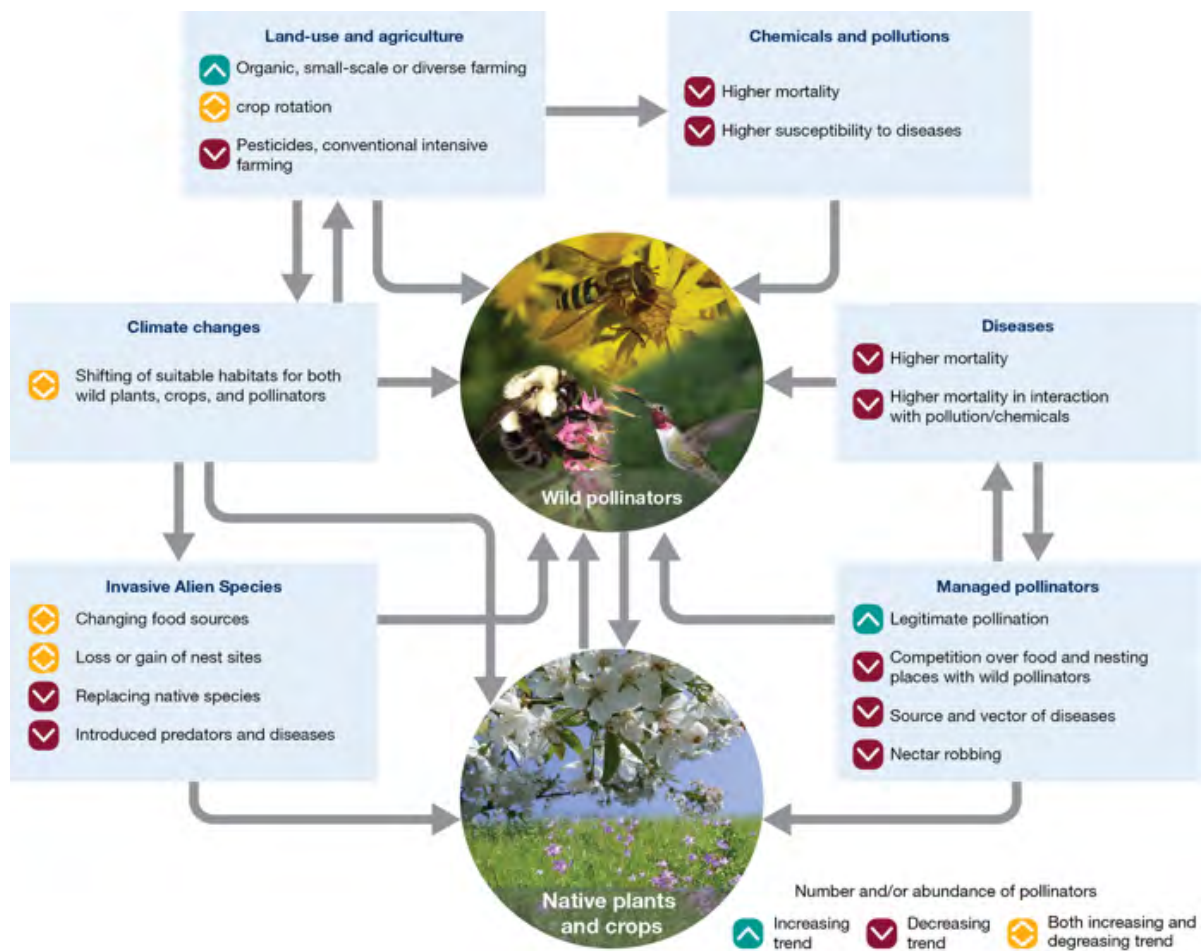 Land-use and agriculture
Organic, small-scale or diverse farming
crop rotation
Pesticides, conventional intensive
farming
Chemicals and pollutions
Higher mortality
Higher susceptibility to diseases
Climate changes
Shifting of suitable habitats for both
wild plants, crops, and pollinators
Wild pollinators
Diseases
Higher mortality
Higher mortality in interaction
with pollution/chemicals
Invasive Alien Species
Changing food sources
Loss or gain of nest sites
Replacing native species
Introduced predators and diseases
Managed pollinators
Legitimate pollination
Competition over food and nesting
places with wild pollinators
Source and vector of diseases
Nectar robbing
Native plants
and crops
Number and/or abundance of pollinators
Increasing
trend
Decreasing
trend
Both increasing and
degreasing trend